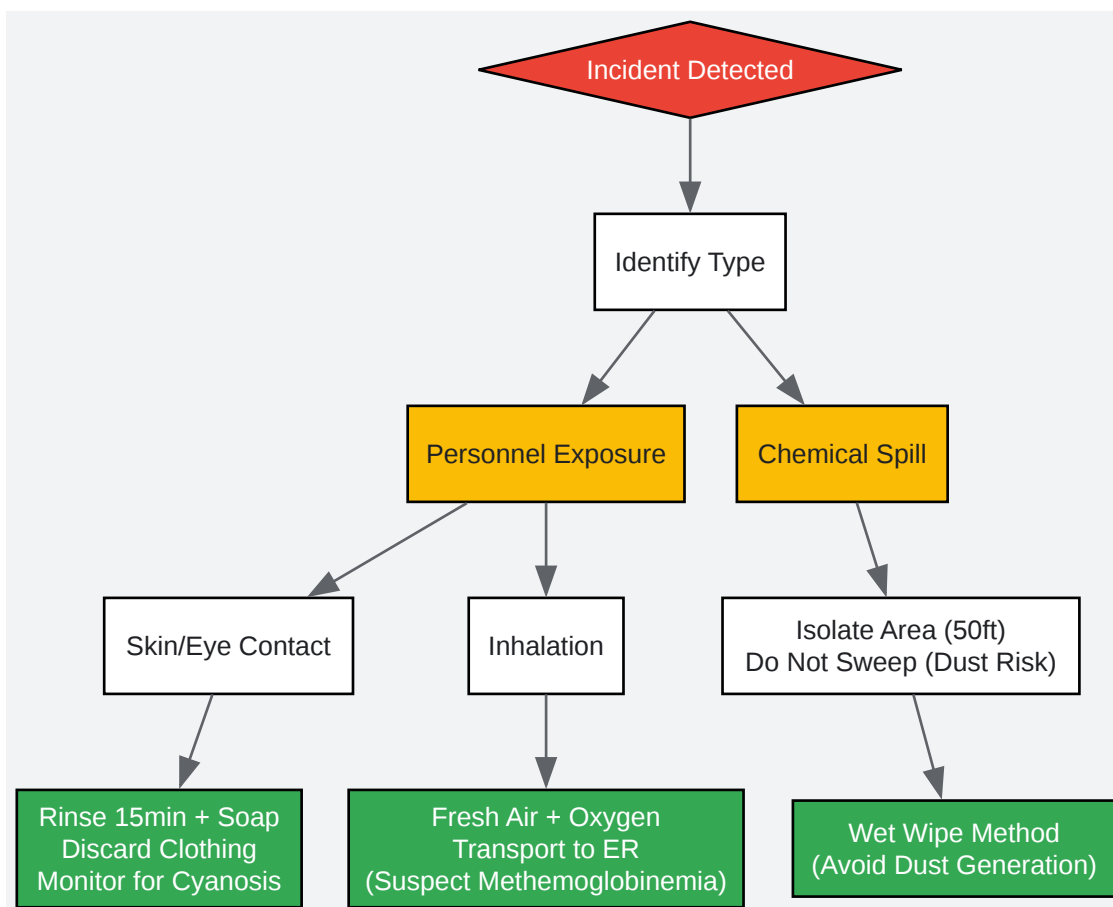 Incident Detected
Identify Type
Personnel Exposure
Chemical Spill
Skin/Eye Contact
Inhalation
Isolate Area (50ft)
Do Not Sweep (Dust Risk)
Rinse 15min + Soap
Discard Clothing
Monitor for Cyanosis
Fresh Air + Oxygen
Transport to ER
(Suspect Methemoglobinemia)
Wet Wipe Method
(Avoid Dust Generation)